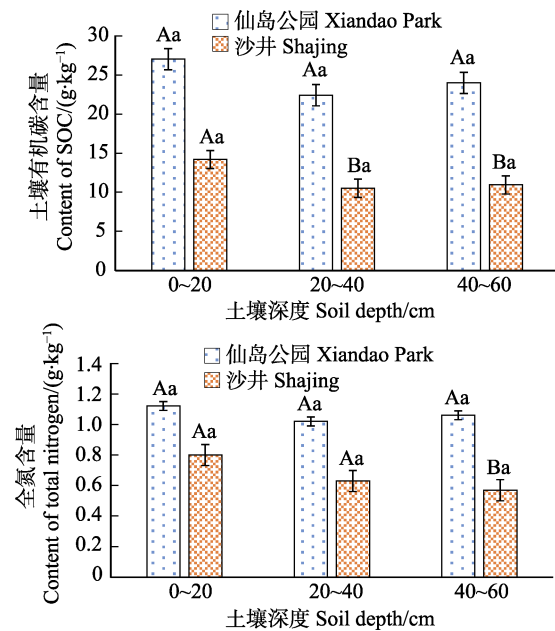 仙岛公园 Xiandao Park
沙井 Shajing
土壤有机碳含量
Content of SOC/(g·kg⁻¹)
30
25
20
15
10
5
0
Aa
Aa
Aa
Ba
Aa
Ba
0~20
20~40
40~60
土壤深度 Soil depth/cm
仙岛公园 Xiandao Park
沙井 Shajing
全氮含量
Content of total nitrogen/(g·kg⁻¹)
1.4
1.2
1.0
0.8
0.6
0.4
0.2
0
Aa
Aa
Aa
Aa
Aa
Ba
0~20
20~40
40~60
土壤深度 Soil depth/cm